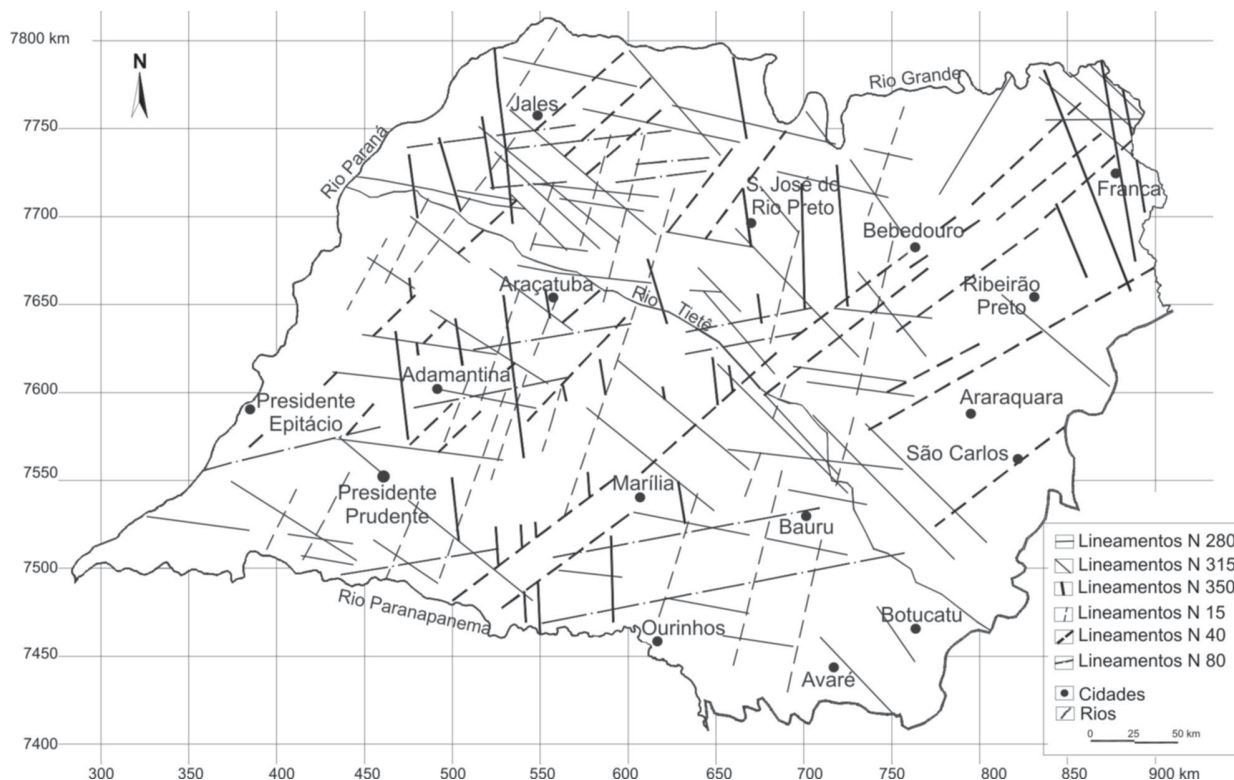 7800 km
N
Rio Grande
Jales
7750
Rio Paraná
Franca
S. José do
Rio Preto
7700
Bebedouro
Araçatuba
Rio Tietê
Ribeirão
Preto
7650
Adamantina
7600
Presidente
Epitácio
Araraquara
São Carlos
7550
Presidente
Prudente
Marília
Bauru
7500
Rio Paranapanema
Ourinhos
Botucatu
7450
Avaré
7400
300 350 400 450 500 550 600 650 700 750 800 850 900 km
Lineamentos N 280
Lineamentos N 315
Lineamentos N 350
Lineamentos N 15
Lineamentos N 40
Lineamentos N 80
Cidades
Rios
0 25 50 km